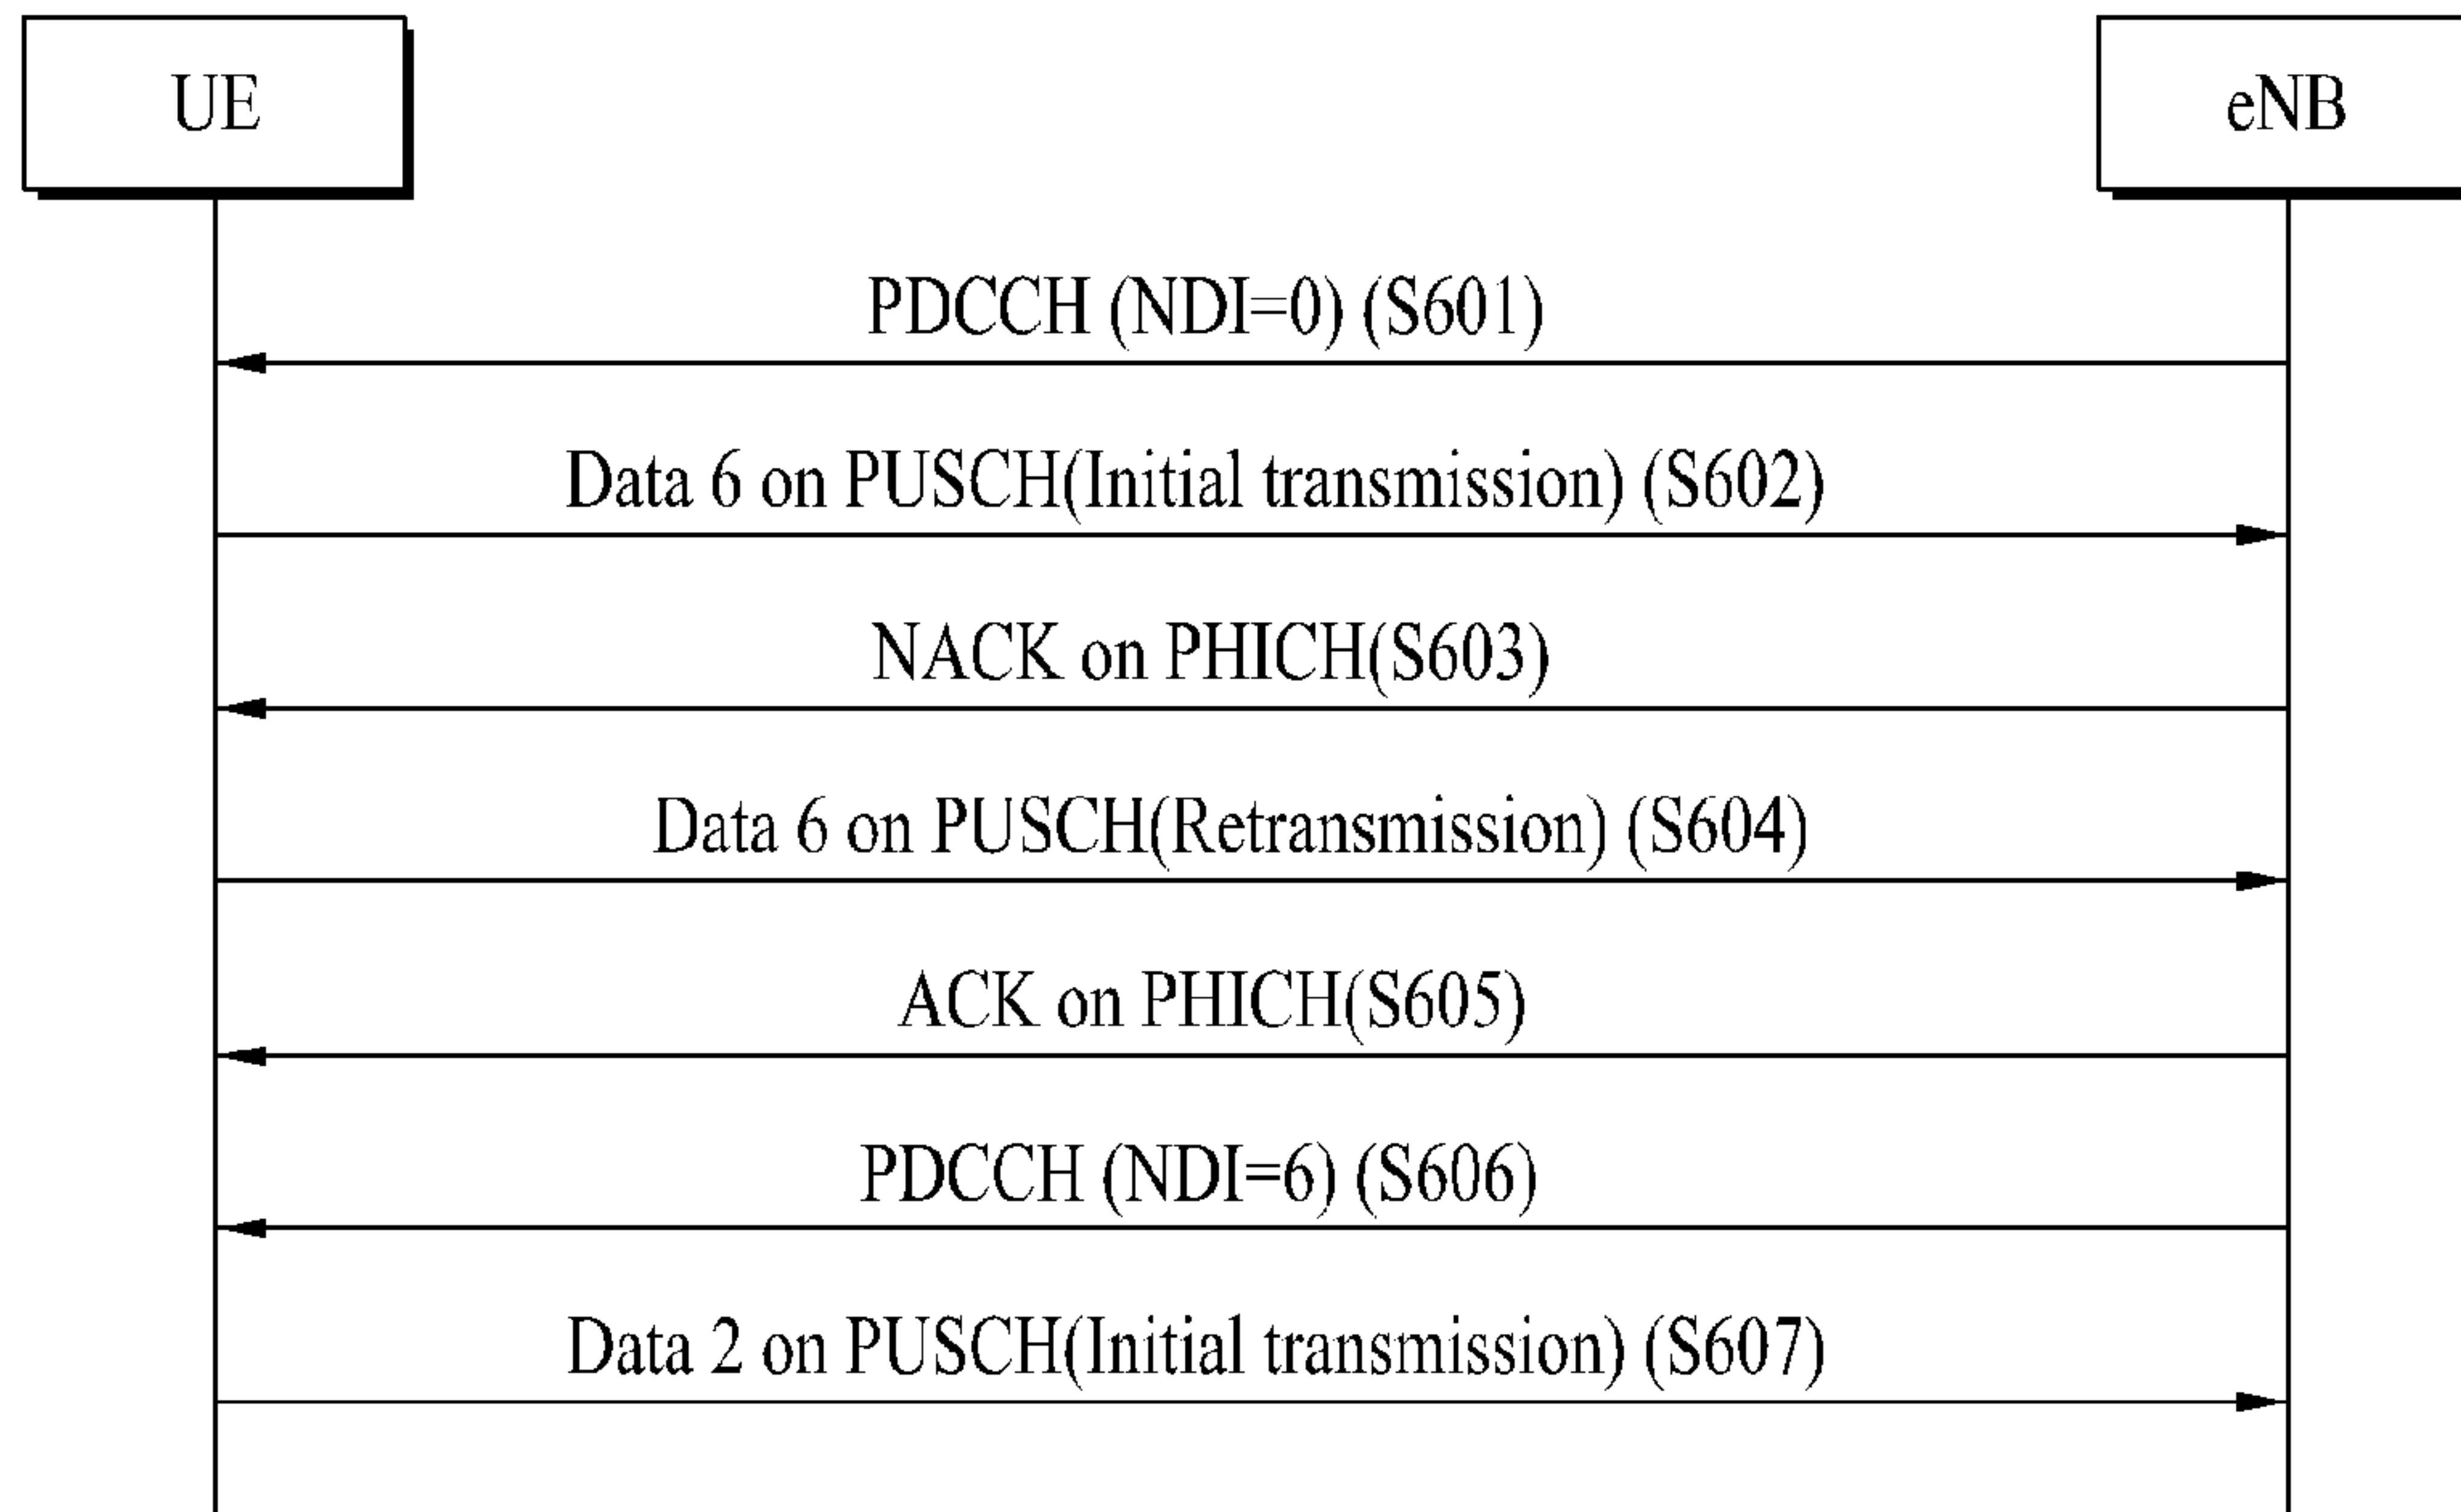 UE
eNB
PDCCH (NDI=0) (S601)
Data 6 on PUSCH(Initial transmission) (S602)
NACK on PHICH(S603)
Data 6 on PUSCH(Retransmission) (S604)
ACK on PHICH(S605)
PDCCH (NDI=6) (S606)
Data 2 on PUSCH(Initial transmission) (S607)